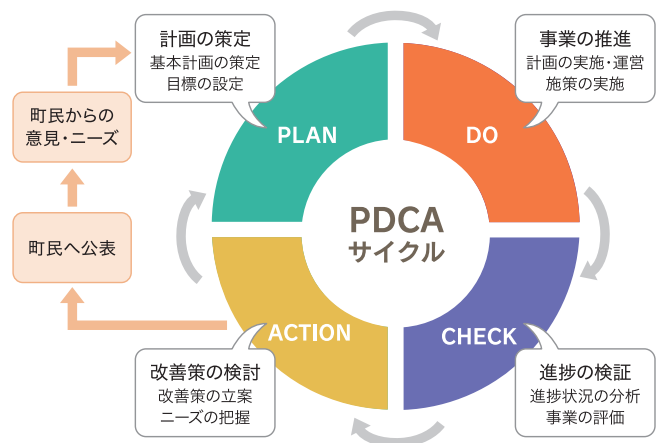 計画の策定
基本計画の策定
目標の設定
事業の推進
計画の実施・運営
施策の実施
町民からの
意見・ニーズ
PLAN
DO
PDCA
サイクル
町民へ公表
ACTION
CHECK
改善策の検討
改善策の立案
ニーズの把握
進捗の検証
進捗状況の分析
事業の評価